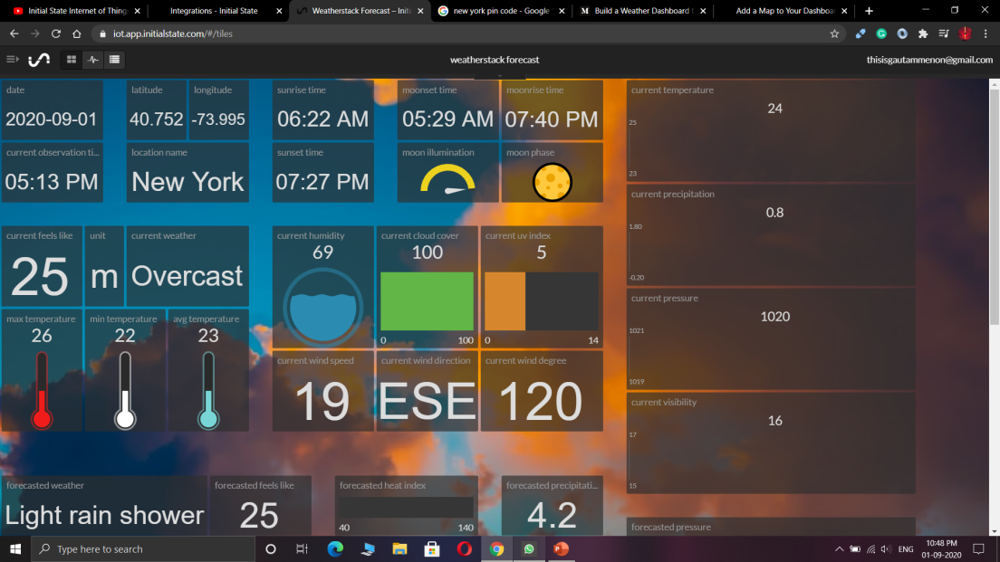 Initial State Internet of Things
Integrations - Initial State
Weatherstack Forecast – Initi
new york pin code - Google
Build a Weather Dashboard
Add a Map to Your Dashboa
iot.app.initialstate.com/#/tiles
weatherstack forecast
thisisgautammenon@gmail.com
date
2020-09-01
latitude
40.752
longitude
-73.995
sunrise time
06:22 AM
moonset time
05:29 AM
moonrise time
07:40 PM
current temperature
24
25
23
current observation ti...
05:13 PM
location name
New York
sunset time
07:27 PM
moon illumination
moon phase
current precipitation
0.8
1.80
-0.20
current feels like
25
unit
m
current weather
Overcast
current humidity
69
current cloud cover
100
0
100
current uv index
5
0
14
current pressure
1020
1021
1019
max temperature
26
min temperature
22
avg temperature
23
current wind speed
19
current wind direction
ESE
current wind degree
120
current visibility
16
17
15
forecasted weather
Light rain shower
forecasted feels like
25
forecasted heat index
40
140
forecasted precipitati...
4.2
forecasted pressure
Type here to search
ENG
10:48 PM
01-09-2020